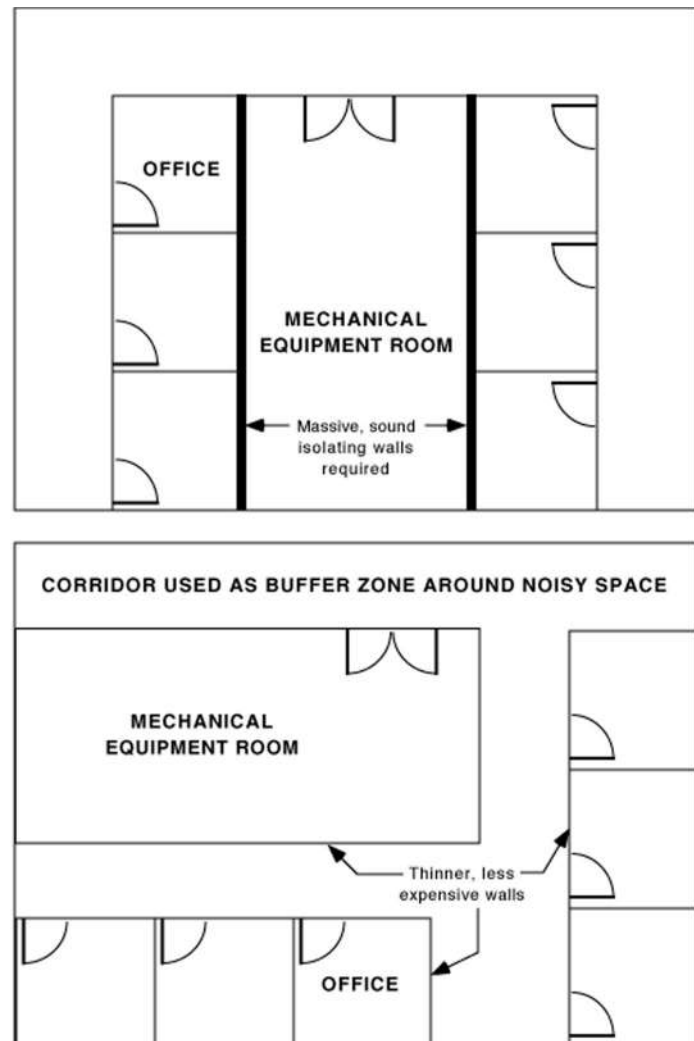 OFFICE
MECHANICAL
EQUIPMENT ROOM
Massive, sound
isolating walls
required
CORRIDOR USED AS BUFFER ZONE AROUND NOISY SPACE
MECHANICAL
EQUIPMENT ROOM
Thinner, less
expensive walls
OFFICE